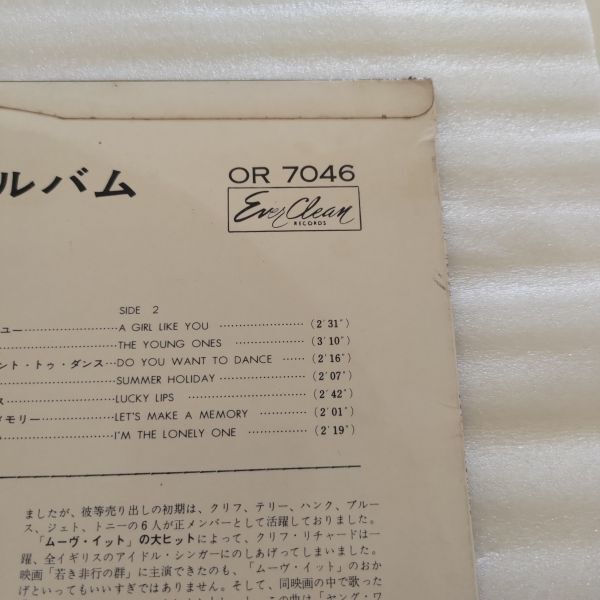 ルバム
OR 7046
Ever Clean
RECORDS
SIDE 2
ユー A GIRL LIKE YOU (2′31″)
THE YOUNG ONES (3′10″)
ント・トゥ・ダンス DO YOU WANT TO DANCE (2′16″)
SUMMER HOLIDAY (2′07″)
ス LUCKY LIPS (2′42″)
メモリー LET'S MAKE A MEMORY (2′01″)
I'M THE LONELY ONE (2′19″)
ましたが、彼等売り出しの初期は、クリフ、テリー、ハンク、ブルー
ス、ジェト、トニーの6人が正メンバーとして活躍しておりました。
「ムーヴ・イット」の大ヒットによって、クリフ・リチャードは一
躍、全イギリスのアイドル・シンガーにのしあげってしまいました。
映画「若き非行の群」に主演できたのも、「ムーヴ・イット」のおか
げといってもいいすぎではありません。そして、同映画の中で歌った